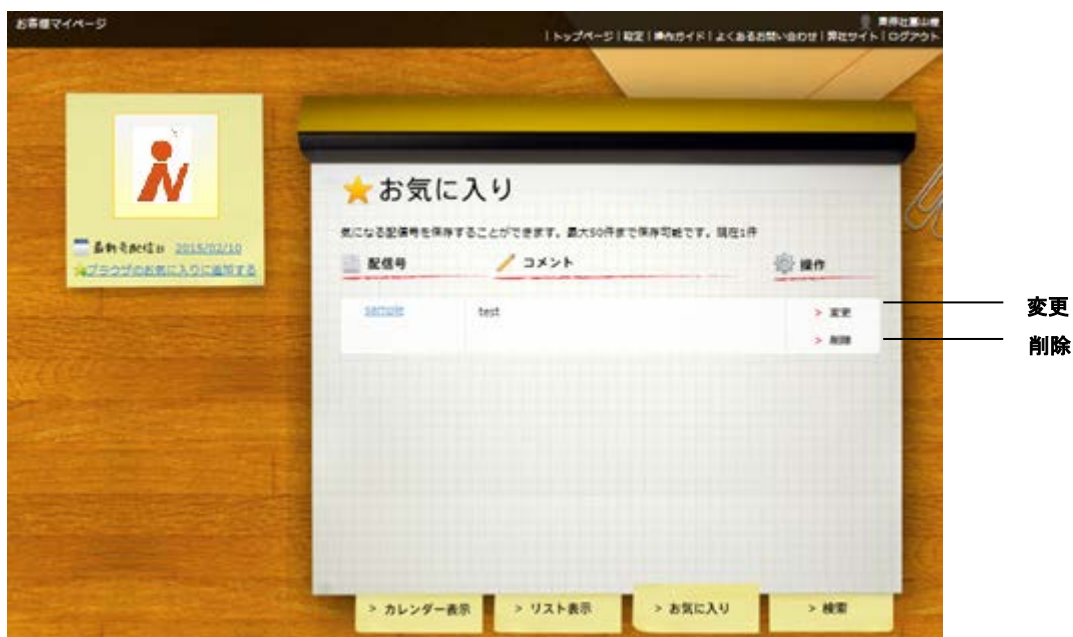 お客様マイページ
| トップページ | 設定 | 操作ガイド | よくあるお問い合わせ | 弊社サイト | ログアウト
最新号配信日 2015/02/10
ブラウザのお気に入りに追加する
お気に入り
気になる配信号を保存することができます。最大50件まで保存可能です。現在1件
配信号 コメント 操作
sample test > 変更
> 削除
変更
削除
> カレンダー表示 > リスト表示 > お気に入り > 検索